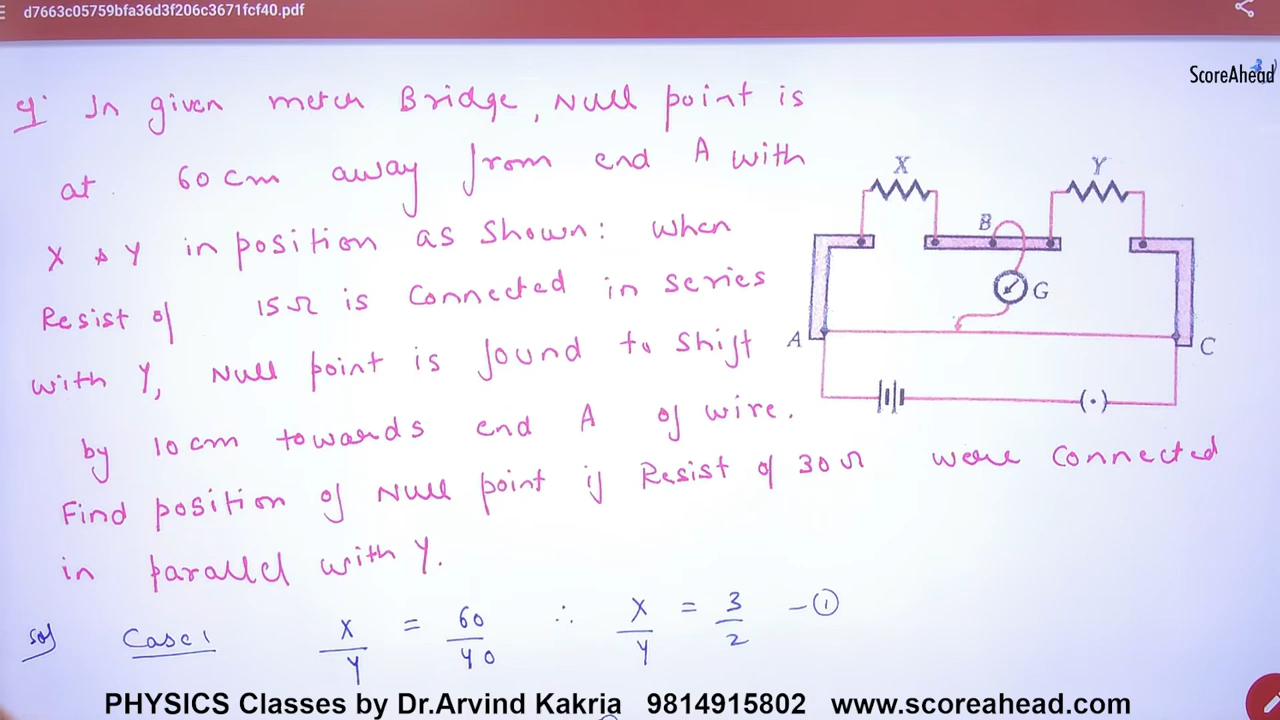 d7663c05759bfa36d3f206c3671fcf40.pdf
ScoreAhead
Q: In given meter Bridge, Null point is
at 60 cm away from end A with
X & Y in position as shown: when
Resist of 15Ω is connected in series
with Y, Null point is found to shift
by 10 cm towards end A of wire.
Find position of Null point if Resist of 30Ω were connected
in parallel with Y.
X Y
B
G
A C
Sol Case 1 X/Y = 60/40 ∴ X/Y = 3/2 – ①
PHYSICS Classes by Dr.Arvind Kakria 9814915802 www.scoreahead.com